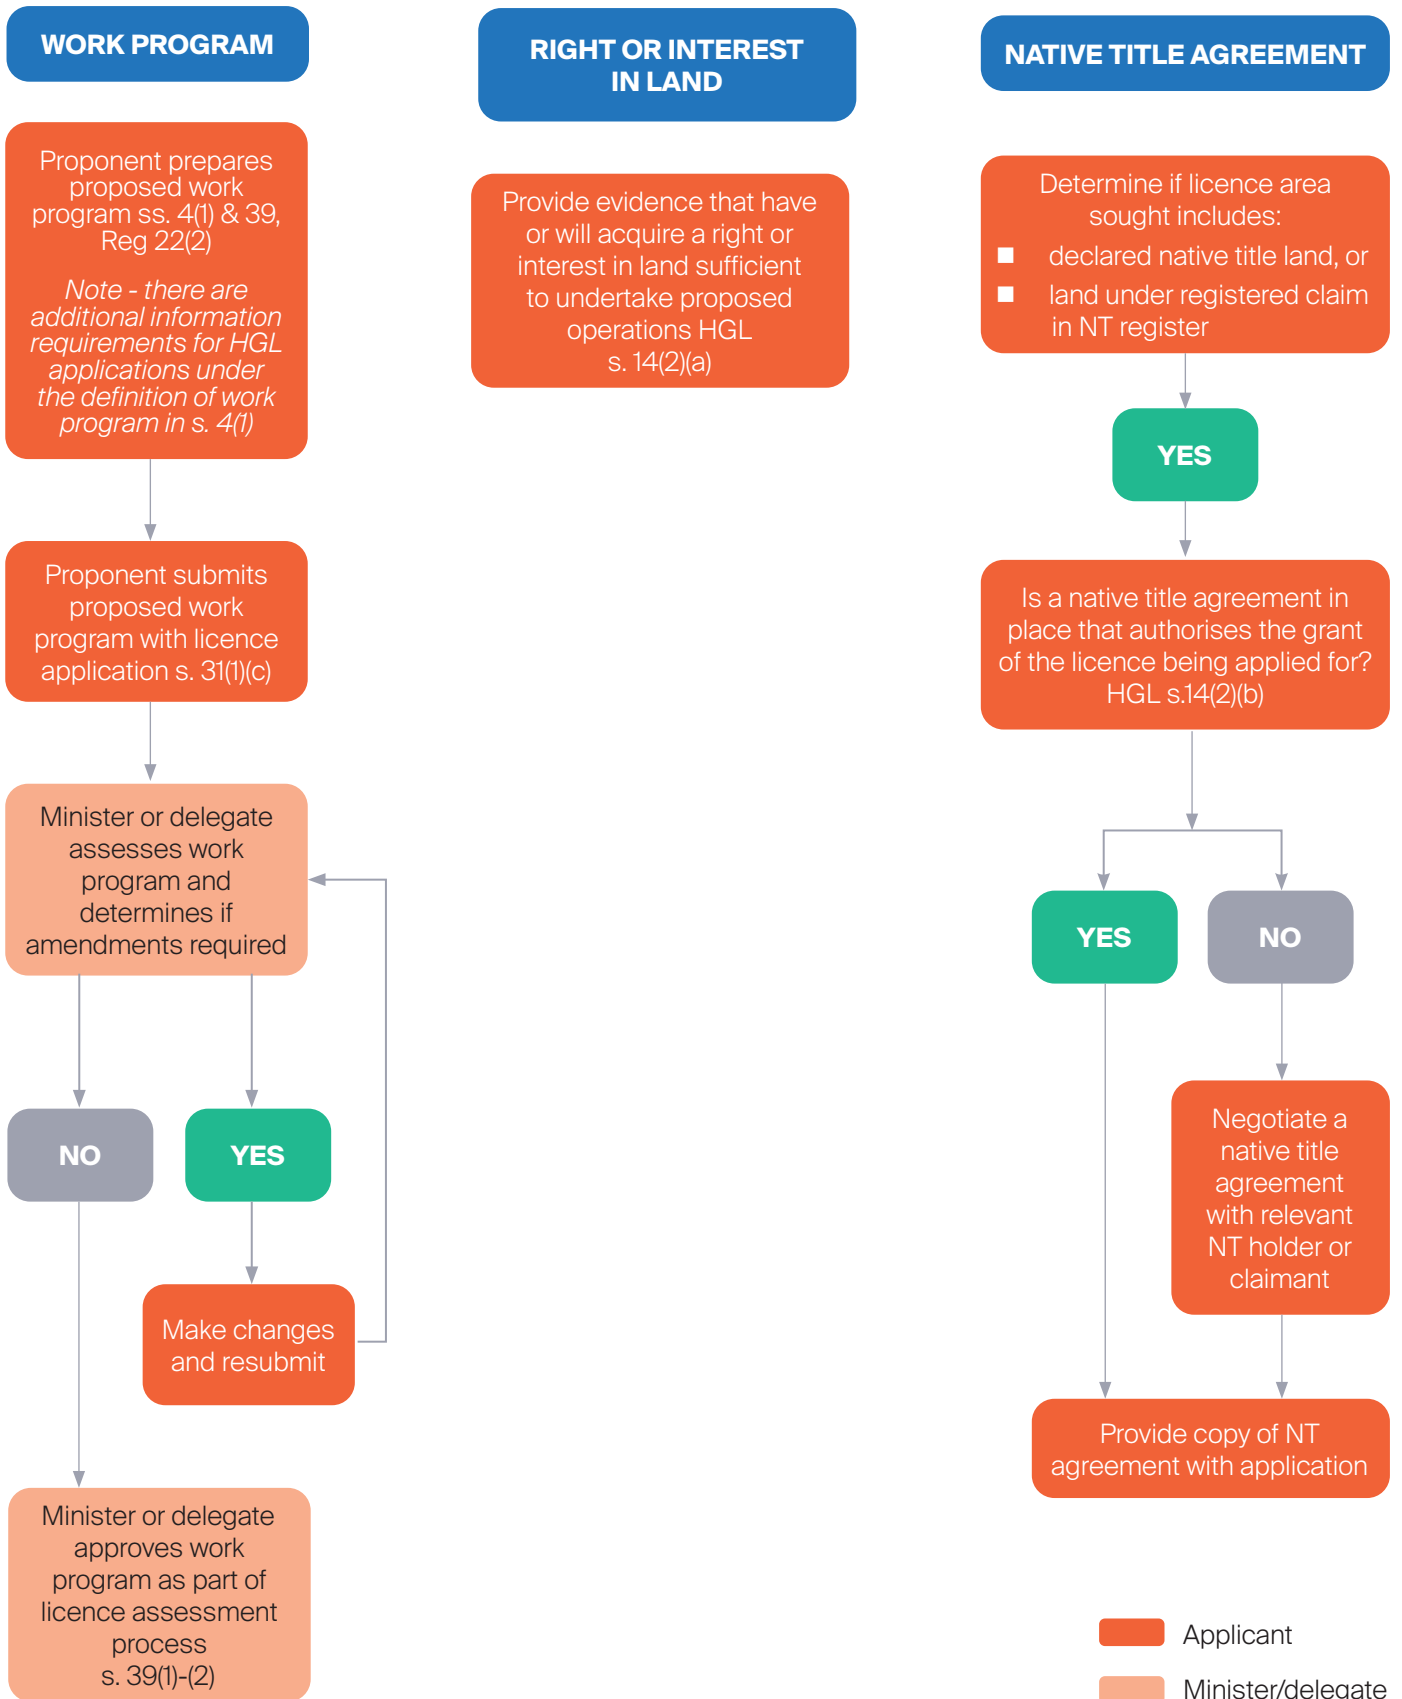 WORK PROGRAM
Proponent prepares
proposed work
program ss. 4(1) & 39,
Reg 22(2)
Note - there are
additional information
requirements for HGL
applications under
the definition of work
program in s. 4(1)
Proponent submits
proposed work
program with licence
application s. 31(1)(c)
Minister or delegate
assesses work
program and
determines if
amendments required
NO
YES
Make changes
and resubmit
Minister or delegate
approves work
program as part of
licence assessment
process
s. 39(1)-(2)
RIGHT OR INTEREST
IN LAND
Provide evidence that have
or will acquire a right or
interest in land sufficient
to undertake proposed
operations HGL
s. 14(2)(a)
NATIVE TITLE AGREEMENT
Determine if licence area
sought includes:
■ declared native title land, or
■ land under registered claim
in NT register
YES
Is a native title agreement in
place that authorises the grant
of the licence being applied for?
HGL s.14(2)(b)
YES
NO
Negotiate a
native title
agreement
with relevant
NT holder or
claimant
Provide copy of NT
agreement with application
Applicant
Minister/delegate